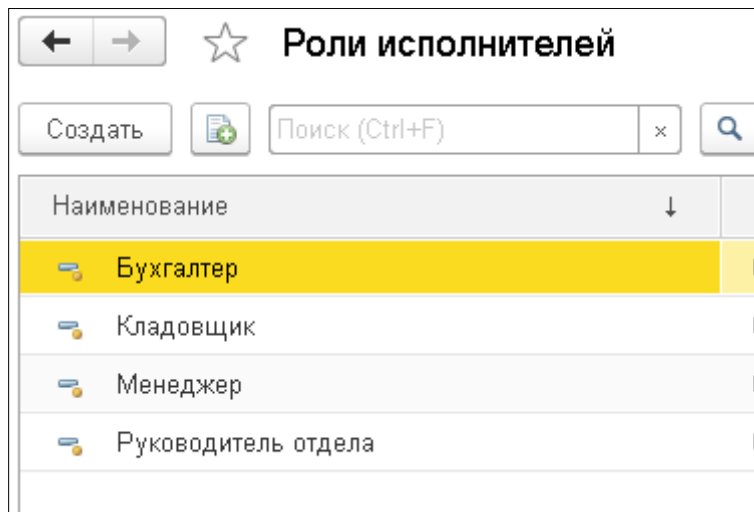 Роли исполнителей
Создать
Поиск (Ctrl+F)
×
Наименование ↓
Бухгалтер
Кладовщик
Менеджер
Руководитель отдела